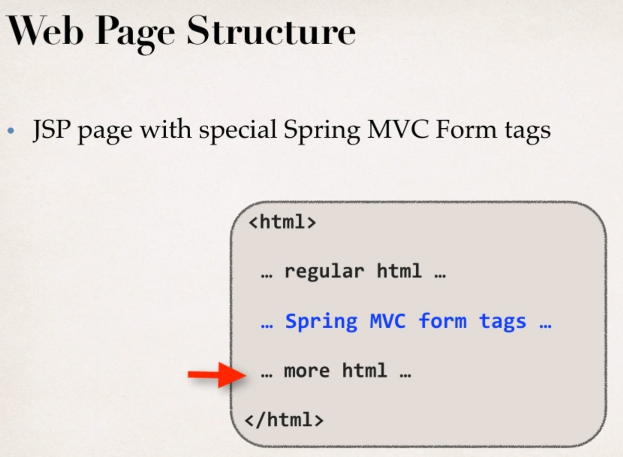 Web Page Structure
• JSP page with special Spring MVC Form tags
<html>
… regular html …
… Spring MVC form tags …
… more html …
</html>